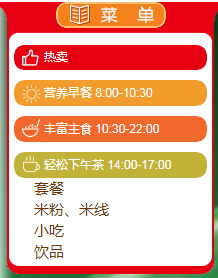 菜 单
热卖
营养早餐 8:00-10:30
丰富主食 10:30-22:00
轻松下午茶 14:00-17:00
套餐
米粉、米线
小吃
饮品